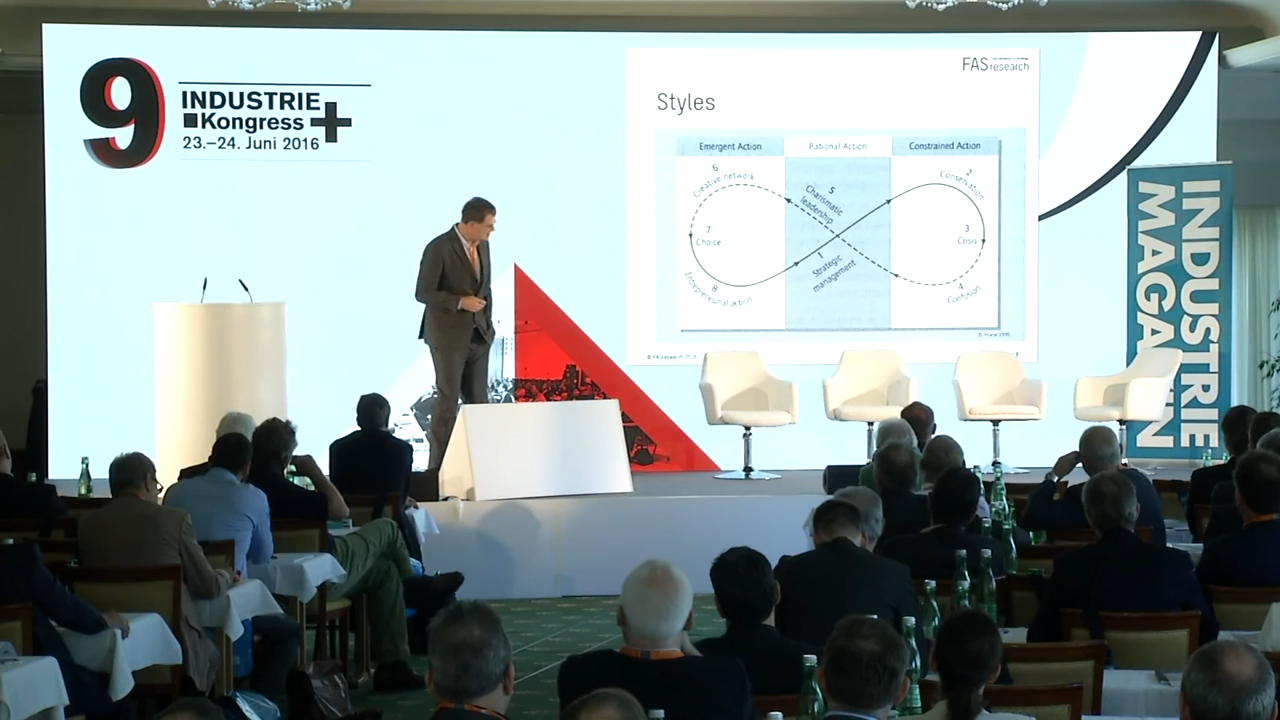 9
INDUSTRIE
Kongress +
23.–24. Juni 2016
FAS research
Styles
Emergent Action
Rational Action
Constrained Action
6
Creative network
5
Charismatic
leadership
2
Conservation
7
Choice
3
Crisis
1
Strategic
management
8
Entrepreneurial action
4
Confusion
© FASresearch 2016
INDUSTRIE
MAGAZIN